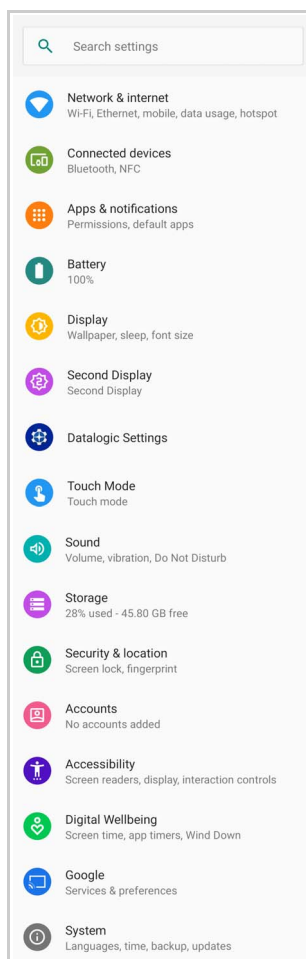 Search settings
Network & internet
Wi-Fi, Ethernet, mobile, data usage, hotspot
Connected devices
Bluetooth, NFC
Apps & notifications
Permissions, default apps
Battery
100%
Display
Wallpaper, sleep, font size
Second Display
Second Display
Datalogic Settings
Touch Mode
Touch mode
Sound
Volume, vibration, Do Not Disturb
Storage
28% used - 45.80 GB free
Security & location
Screen lock, fingerprint
Accounts
No accounts added
Accessibility
Screen readers, display, interaction controls
Digital Wellbeing
Screen time, app timers, Wind Down
Google
Services & preferences
System
Languages, time, backup, updates